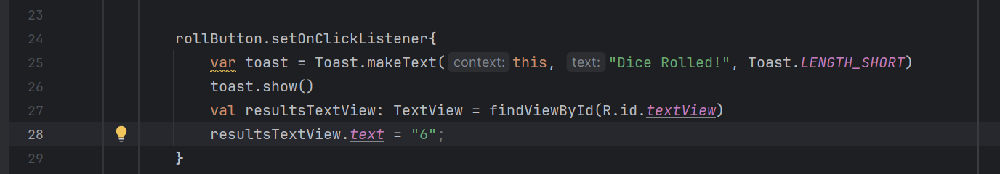 23
24 rollButton.setOnClickListener{
25 var toast = Toast.makeText( context: this, text: "Dice Rolled!", Toast.LENGTH_SHORT)
26 toast.show()
27 val resultsTextView: TextView = findViewById(R.id.textView)
28 resultsTextView.text = "6";
29 }